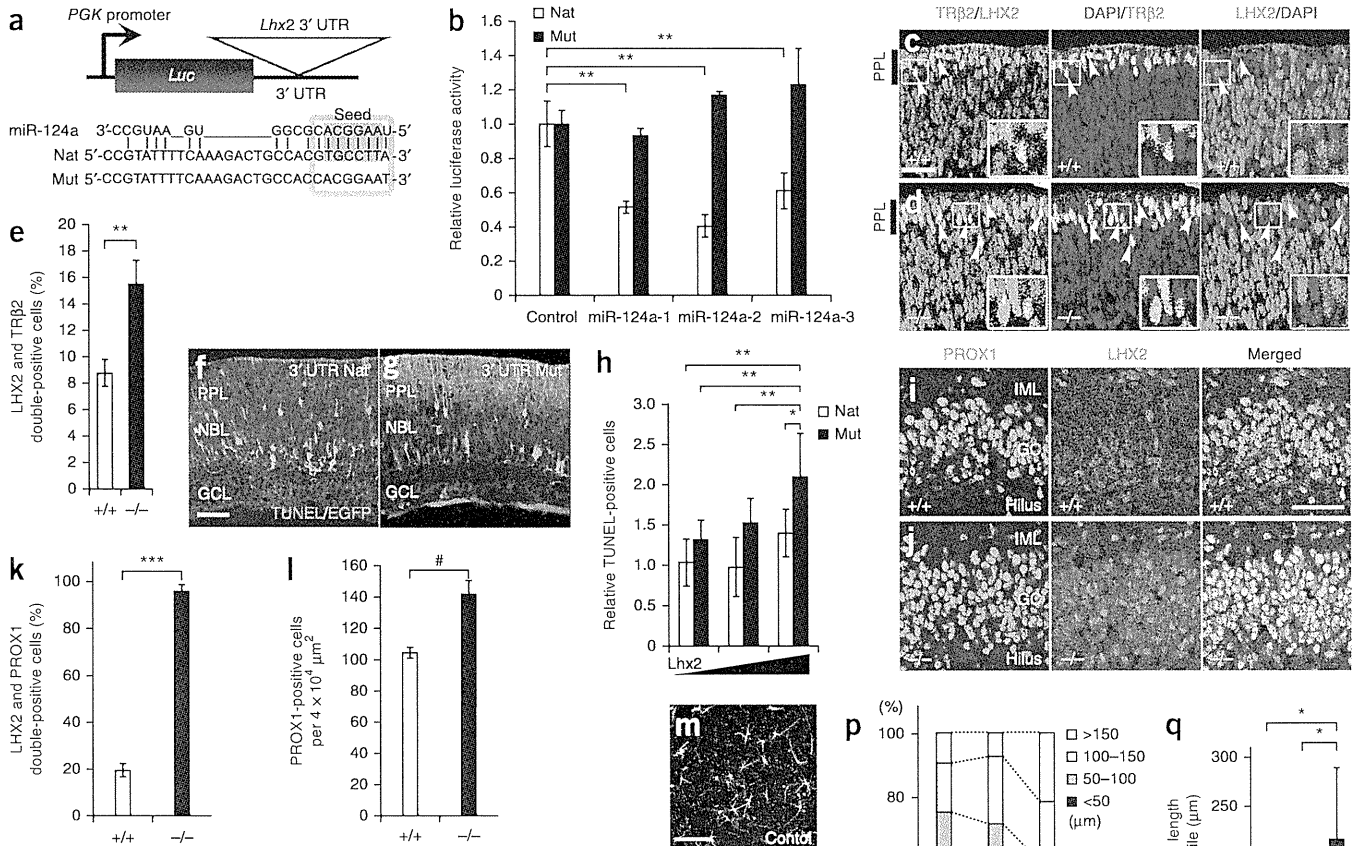 a
PGK promoter
Lhx2 3′ UTR
Luc
3′ UTR
Seed
miR-124a 3′-CCGUAA__GU________GGCGCACGGAAU-5′
Nat 5′-CCGTATTTTCAAAGACTGCCACGTGCCTTA-3′
Mut 5′-CCGTATTTTCAAAGACTGCCACCACGGAAT-3′
b
Nat
Mut
**
**
**
Relative luciferase activity
1.6
1.4
1.2
1.0
0.8
0.6
0.4
0.2
0
Control miR-124a-1 miR-124a-2 miR-124a-3
TRβ2/LHX2 DAPI/TRβ2 LHX2/DAPI
c
PPL
+/+
+/+
+/+
d
PPL
−/−
−/−
−/−
e
LHX2 and TRβ2
double-positive cells (%)
20
18
16
14
12
10
8
6
4
2
0
**
+/+ −/−
f
3′ UTR Nat
PPL
NBL
GCL
TUNEL/EGFP
g
3′ UTR Mut
PPL
NBL
GCL
h
Relative TUNEL-positive cells
3.0
2.5
2.0
1.5
1.0
0.5
0
**
**
**
*
Nat
Mut
Lhx2
PROX1 LHX2 Merged
i
IML
GC
Hilus
+/+
+/+
+/+
j
IML
GC
Hilus
−/−
−/−
−/−
k
LHX2 and PROX1
double-positive cells (%)
100
80
60
40
20
0
***
+/+ −/−
l
PROX1-positive cells
per 4 × 10⁴ μm²
160
140
120
100
80
60
40
20
0
#
+/+ −/−
m
Contol
p
(%)
100
80
>150
100–150
50–100
<50
(μm)
q
*
*
300
250
length
(μm)